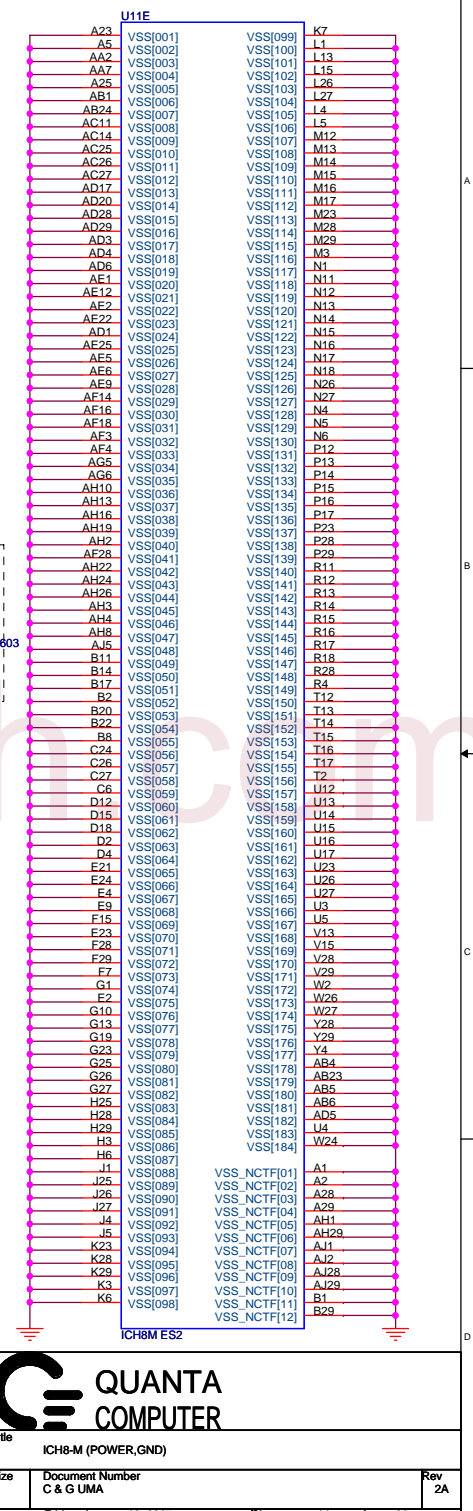 U11E
A23 VSS[001] VSS[099] K7
A5 VSS[002] VSS[100] L1
AA2 VSS[003] VSS[101] L13
AA7 VSS[004] VSS[102] L15
A25 VSS[005] VSS[103] L26
AB1 VSS[006] VSS[104] L27
AB24 VSS[007] VSS[105] L4
AC11 VSS[008] VSS[106] L5
AC14 VSS[009] VSS[107] M12
AC25 VSS[010] VSS[108] M13
AC26 VSS[011] VSS[109] M14
AC27 VSS[012] VSS[110] M15
AD17 VSS[013] VSS[111] M16
AD20 VSS[014] VSS[112] M17
AD28 VSS[015] VSS[113] M23
AD29 VSS[016] VSS[114] M28
AD3 VSS[017] VSS[115] M29
AD4 VSS[018] VSS[116] M3
AD6 VSS[019] VSS[117] N1
AE1 VSS[020] VSS[118] N11
AE12 VSS[021] VSS[119] N12
AE2 VSS[022] VSS[120] N13
AE22 VSS[023] VSS[121] N14
AD1 VSS[024] VSS[122] N15
AE25 VSS[025] VSS[123] N16
AE5 VSS[026] VSS[124] N17
AE6 VSS[027] VSS[125] N18
AE9 VSS[028] VSS[126] N26
AF14 VSS[029] VSS[127] N27
AF16 VSS[030] VSS[128] N4
AF18 VSS[031] VSS[129] N5
AF3 VSS[032] VSS[130] N6
AF4 VSS[033] VSS[131] P12
AG5 VSS[034] VSS[132] P13
AG6 VSS[035] VSS[133] P14
AH10 VSS[036] VSS[134] P15
AH13 VSS[037] VSS[135] P16
AH16 VSS[038] VSS[136] P17
AH19 VSS[039] VSS[137] P23
AH2 VSS[040] VSS[138] P28
AF28 VSS[041] VSS[139] P29
AH22 VSS[042] VSS[140] R11
AH24 VSS[043] VSS[141] R12
AH26 VSS[044] VSS[142] R13
AH3 VSS[045] VSS[143] R14
AH4 VSS[046] VSS[144] R15
AH8 VSS[047] VSS[145] R16
AJ5 VSS[048] VSS[146] R17
B11 VSS[049] VSS[147] R18
B14 VSS[050] VSS[148] R28
B17 VSS[051] VSS[149] R4
B2 VSS[052] VSS[150] T12
B20 VSS[053] VSS[151] T13
B22 VSS[054] VSS[152] T14
B8 VSS[055] VSS[153] T15
C24 VSS[056] VSS[154] T16
C26 VSS[057] VSS[155] T17
C27 VSS[058] VSS[156] T2
C6 VSS[059] VSS[157] U12
D12 VSS[060] VSS[158] U13
D15 VSS[061] VSS[159] U14
D18 VSS[062] VSS[160] U15
D2 VSS[063] VSS[161] U16
D4 VSS[064] VSS[162] U17
E21 VSS[065] VSS[163] U23
E24 VSS[066] VSS[164] U26
E4 VSS[067] VSS[165] U27
E9 VSS[068] VSS[166] U3
F15 VSS[069] VSS[167] U5
E23 VSS[070] VSS[168] V13
F28 VSS[071] VSS[169] V15
F29 VSS[072] VSS[170] V28
F7 VSS[073] VSS[171] V29
G1 VSS[074] VSS[172] W2
E2 VSS[075] VSS[173] W26
G10 VSS[076] VSS[174] W27
G13 VSS[077] VSS[175] Y28
G19 VSS[078] VSS[176] Y29
G23 VSS[079] VSS[177] Y4
G25 VSS[080] VSS[178] AB4
G26 VSS[081] VSS[179] AB23
G27 VSS[082] VSS[180] AB5
H25 VSS[083] VSS[181] AB6
H28 VSS[084] VSS[182] AD5
H29 VSS[085] VSS[183] U4
H3 VSS[086] VSS[184] W24
H6 VSS[087]
J1 VSS[088] VSS_NCTF[01] A1
J25 VSS[089] VSS_NCTF[02] A2
J26 VSS[090] VSS_NCTF[03] A28
J27 VSS[091] VSS_NCTF[04] A29
J4 VSS[092] VSS_NCTF[05] AH1
J5 VSS[093] VSS_NCTF[06] AH29
K23 VSS[094] VSS_NCTF[07] AJ1
K28 VSS[095] VSS_NCTF[08] AJ2
K29 VSS[096] VSS_NCTF[09] AJ28
K3 VSS[097] VSS_NCTF[10] AJ29
K6 VSS[098] VSS_NCTF[11] B1
VSS_NCTF[12] B29
ICH8M ES2
A
B
C
D
603
h.com
QUANTA
COMPUTER
tle
ICH8-M (POWER,GND)
ize Document Number Rev
C & G UMA 2A